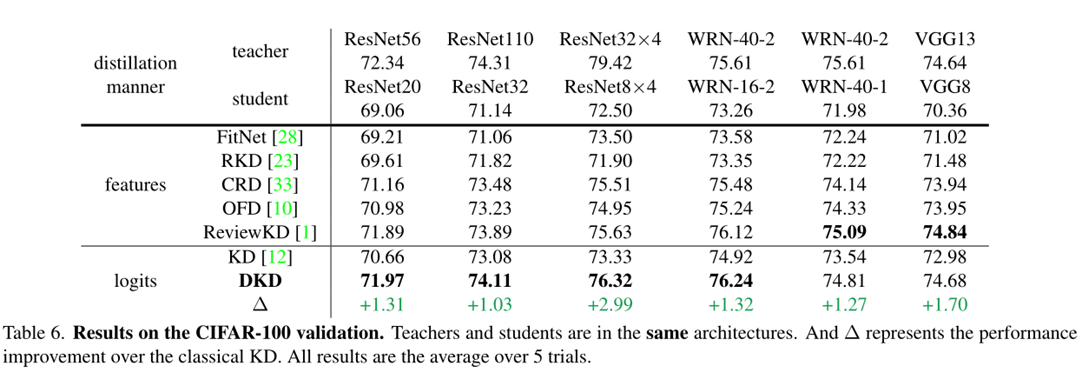 distillation manner teacher ResNet56 ResNet110 ResNet32×4 WRN-40-2 WRN-40-2 VGG13
72.34 74.31 79.42 75.61 75.61 74.64
student ResNet20 ResNet32 ResNet8×4 WRN-16-2 WRN-40-1 VGG8
69.06 71.14 72.50 73.26 71.98 70.36
features FitNet [28] 69.21 71.06 73.50 73.58 72.24 71.02
RKD [23] 69.61 71.82 71.90 73.35 72.22 71.48
CRD [33] 71.16 73.48 75.51 75.48 74.14 73.94
OFD [10] 70.98 73.23 74.95 75.24 74.33 73.95
ReviewKD [1] 71.89 73.89 75.63 76.12 75.09 74.84
logits KD [12] 70.66 73.08 73.33 74.92 73.54 72.98
DKD 71.97 74.11 76.32 76.24 74.81 74.68
Δ +1.31 +1.03 +2.99 +1.32 +1.27 +1.70
Table 6. Results on the CIFAR-100 validation. Teachers and students are in the same architectures. And Δ represents the performance
improvement over the classical KD. All results are the average over 5 trials.